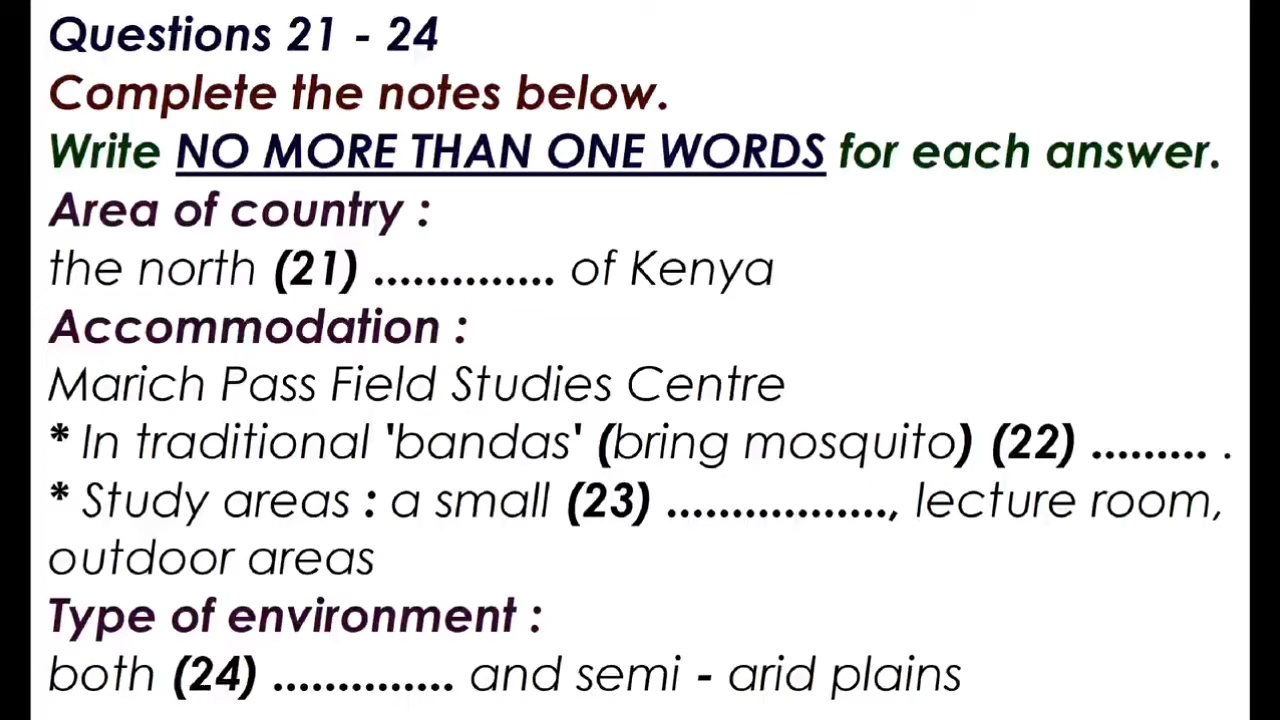 Questions 21 - 24
Complete the notes below.
Write NO MORE THAN ONE WORDS for each answer.
Area of country :
the north (21) .............. of Kenya
Accommodation :
Marich Pass Field Studies Centre
* In traditional 'bandas' (bring mosquito) (22) ......... .
* Study areas : a small (23) ................., lecture room,
outdoor areas
Type of environment :
both (24) .............. and semi - arid plains